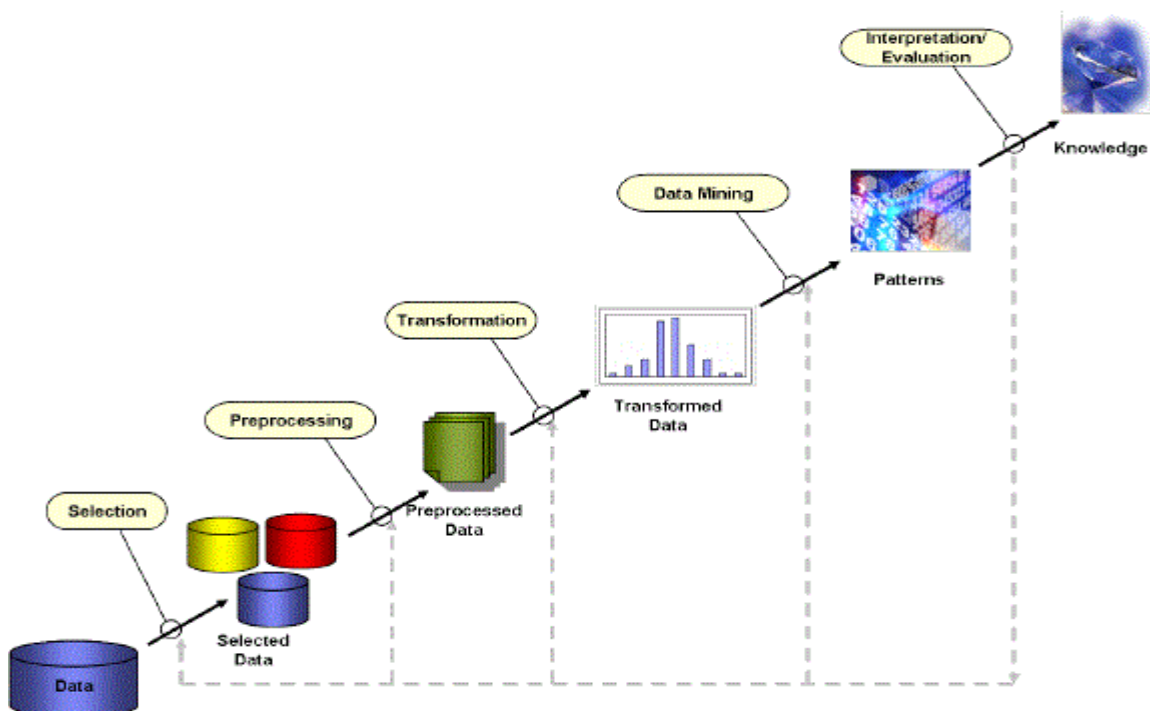 Interpretation/
Evaluation
Knowledge
Data Mining
Patterns
Transformation
Transformed
Data
Preprocessing
Preprocessed
Data
Selection
Selected
Data
Data